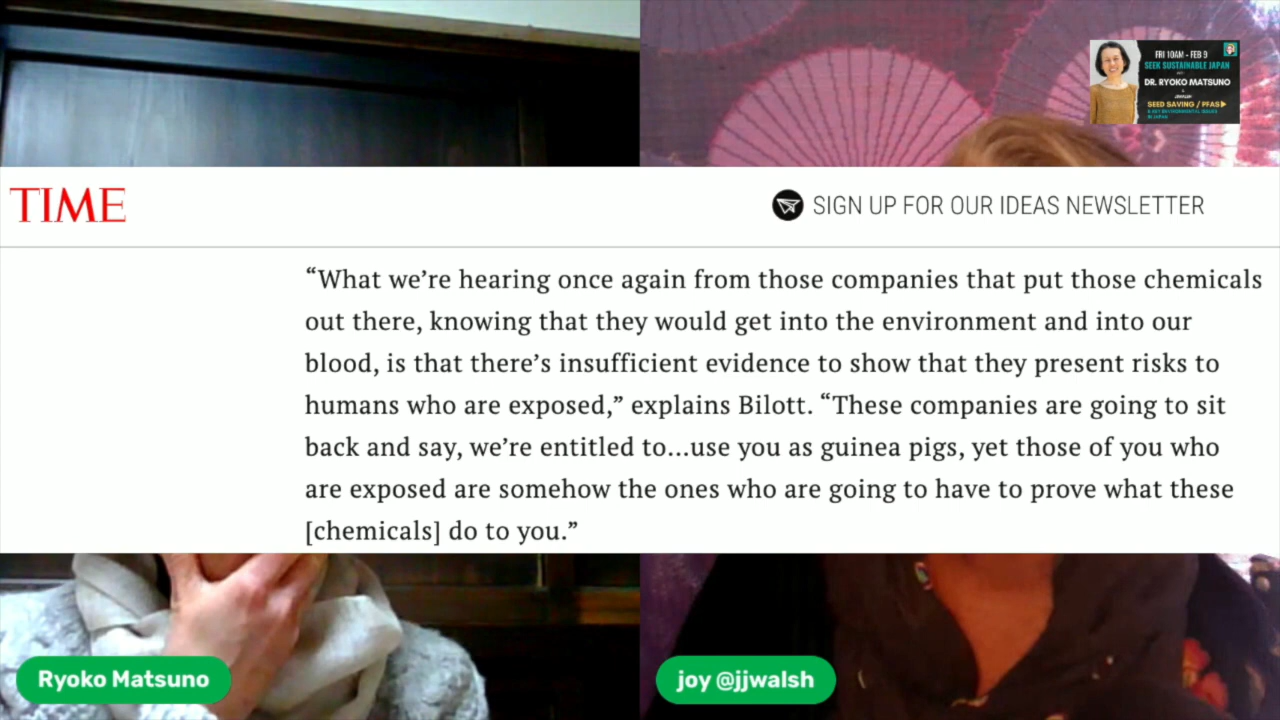 FRI 10AM - FEB 9
SEEK SUSTAINABLE JAPAN
DR. RYOKO MATSUNO
SEED SAVING / PFAS
& KEY ENVIRONMENTAL ISSUES
IN JAPAN
TIME
SIGN UP FOR OUR IDEAS NEWSLETTER
“What we’re hearing once again from those companies that put those chemicals
out there, knowing that they would get into the environment and into our
blood, is that there’s insufficient evidence to show that they present risks to
humans who are exposed,” explains Bilott. “These companies are going to sit
back and say, we’re entitled to...use you as guinea pigs, yet those of you who
are exposed are somehow the ones who are going to have to prove what these
[chemicals] do to you.”
Ryoko Matsuno
joy @jjwalsh